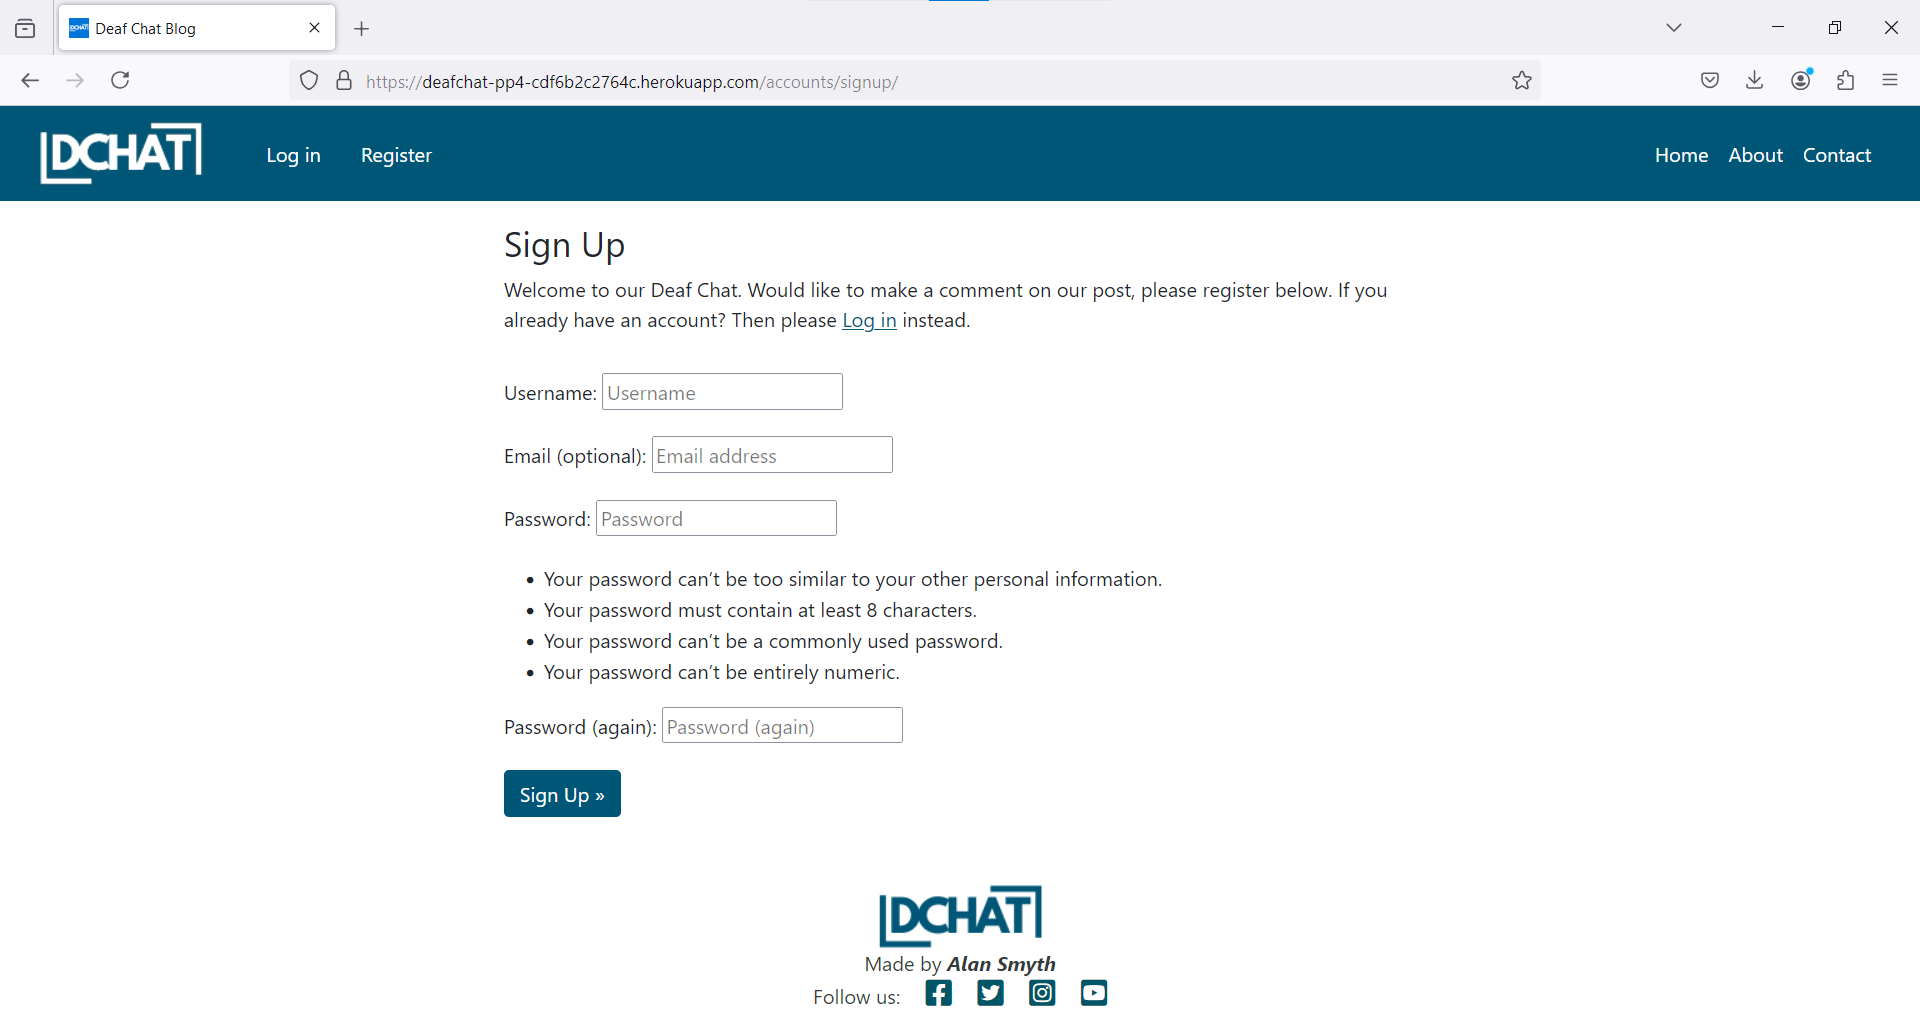 Deaf Chat Blog
https://deafchat-pp4-cdf6b2c2764c.herokuapp.com/accounts/signup/
DCHAT Log in Register Home About Contact
Sign Up
Welcome to our Deaf Chat. Would like to make a comment on our post, please register below. If you
already have an account? Then please Log in instead.
Username: Username
Email (optional): Email address
Password: Password
• Your password can’t be too similar to your other personal information.
• Your password must contain at least 8 characters.
• Your password can’t be a commonly used password.
• Your password can’t be entirely numeric.
Password (again): Password (again)
Sign Up »
DCHAT
Made by Alan Smyth
Follow us: